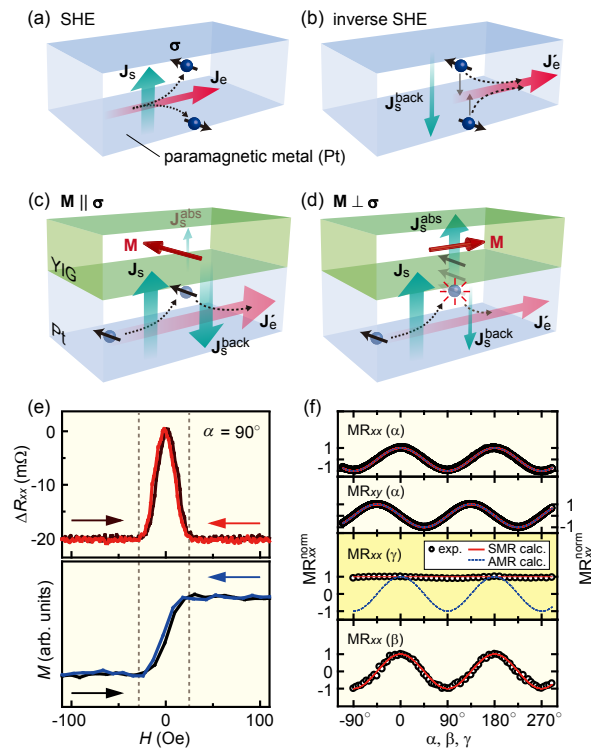 (a) SHE
σ
J_s
J_e
paramagnetic metal (Pt)
(b) inverse SHE
J_s^back
J_e′
(c) M || σ
J_s^abs
M
YIG
J_s
Pt
J_e′
J_s^back
(d) M ⊥ σ
J_s^abs
M
J_s
J_e′
J_s^back
(e)
α = 90°
ΔR_xx (mΩ)
0
-10
-20
M (arb. units)
-100 0 100
H (Oe)
(f)
MR_xx (α)
1
-1
MR_xy (α)
1
-1
MR_xx (γ)
exp. SMR calc.
AMR calc.
1
0
-1
MR_xx (β)
1
0
-1
MR_xx^norm
MR_xy^norm
-90° 0 90° 180° 270°
α, β, γ